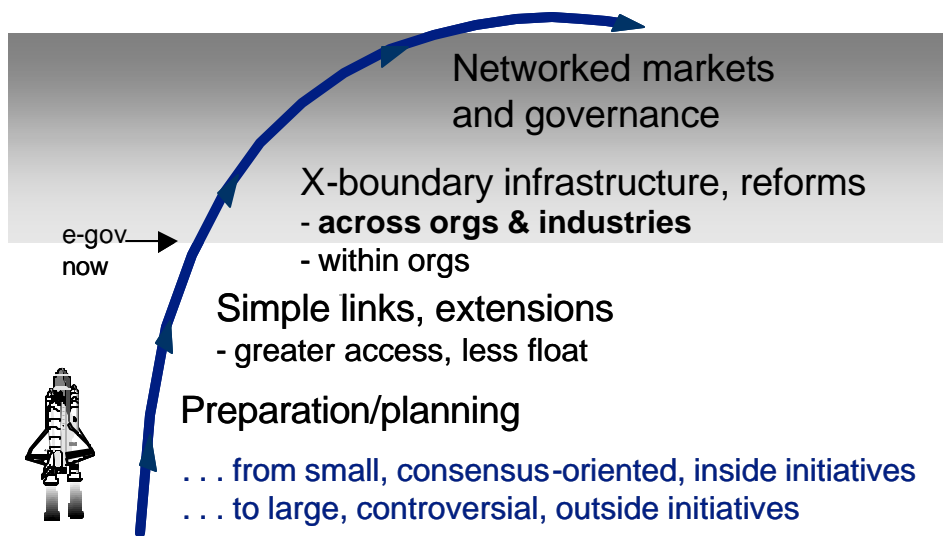 Networked markets
and governance
X-boundary infrastructure, reforms
- across orgs & industries
e-gov
now
- within orgs
Simple links, extensions
- greater access, less float
Preparation/planning
. . . from small, consensus-oriented, inside initiatives
. . . to large, controversial, outside initiatives